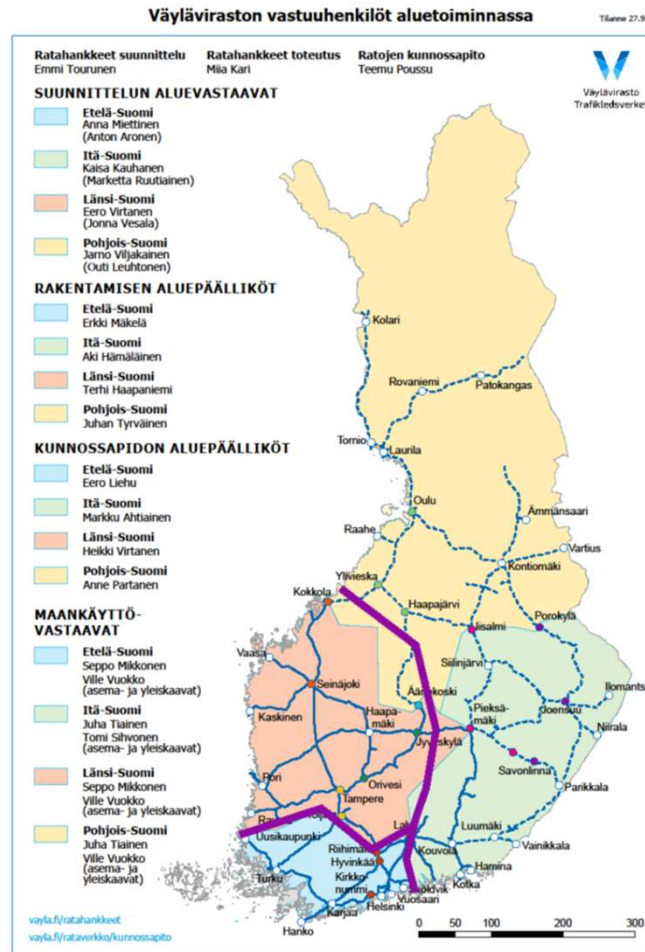 Väyläviraston vastuuhenkilöt aluetoiminnassa
Tilanne 27.9
Ratahankkeet suunnittelu
Emmi Tourunen
Ratahankkeet toteutus
Miia Kari
Ratojen kunnossapito
Teemu Poussu
Väylävirasto
Trafikledsverket
SUUNNITTELUN ALUEVASTAAVAT
Etelä-Suomi
Anna Miettinen
(Anton Aronen)
Itä-Suomi
Kaisa Kauhanen
(Marketta Ruutiainen)
Länsi-Suomi
Eero Virtanen
(Jonna Vesala)
Pohjois-Suomi
Jarno Viljakainen
(Outi Leuhtonen)
RAKENTAMISEN ALUEPÄÄLLIKÖT
Etelä-Suomi
Erkki Mäkelä
Itä-Suomi
Aki Hämäläinen
Länsi-Suomi
Terhi Haapaniemi
Pohjois-Suomi
Juhan Tyrväinen
KUNNOSSAPIDON ALUEPÄÄLLIKÖT
Etelä-Suomi
Eero Liehu
Itä-Suomi
Markku Ahtiainen
Länsi-Suomi
Heikki Virtanen
Pohjois-Suomi
Anne Partanen
MAANKÄYTTÖ-
VASTAAVAT
Etelä-Suomi
Seppo Mikkonen
Ville Vuokko
(asema- ja yleiskaavat)
Itä-Suomi
Juha Tiainen
Tomi Sihvonen
(asema- ja yleiskaavat)
Länsi-Suomi
Seppo Mikkonen
Ville Vuokko
(asema- ja yleiskaavat)
Pohjois-Suomi
Juha Tiainen
Ville Vuokko
(asema- ja
yleiskaavat)
vayla.fi/ratahankkeet
vayla.fi/rataverkko/kunnossapito
Kolari
Rovaniemi
Patokangas
Tornio
Laurila
Oulu
Ämmänsaari
Raahe
Vartius
Kontiomäki
Ylivieska
Kokkola
Haapajärvi
Iisalmi
Porokylä
Vaasa
Siilinjärvi
Seinäjoki
Äänekoski
Ilomants
Kaskinen
Haapa-
mäki
Pieksä-
mäki
Joensuu
Niirala
Jyväskylä
Savonlinna
Pori
Orivesi
Tampere
Parikkala
Uusikaupunki
Luumäki
Vainikkala
Riihimä
Hyvinkää
Kouvola
Hamina
Turku
Kirkko-
nummi
Kotka
Vuosaari
Helsinki
Karjaa
Hanko
0 50 100 200 300